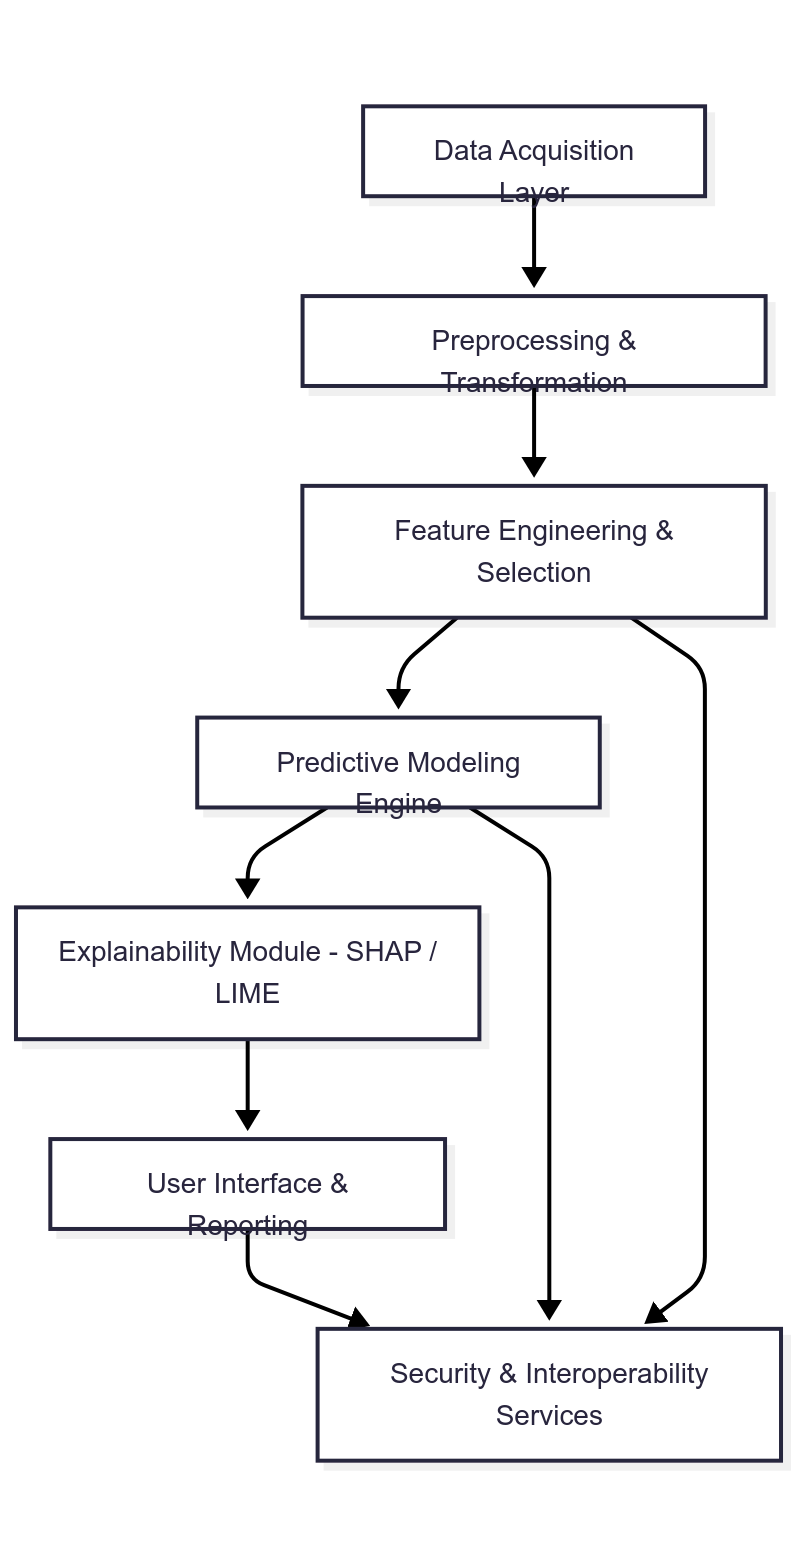 Data Acquisition
Layer
Preprocessing &
Transformation
Feature Engineering &
Selection
Predictive Modeling
Engine
Explainability Module - SHAP /
LIME
User Interface &
Reporting
Security & Interoperability
Services